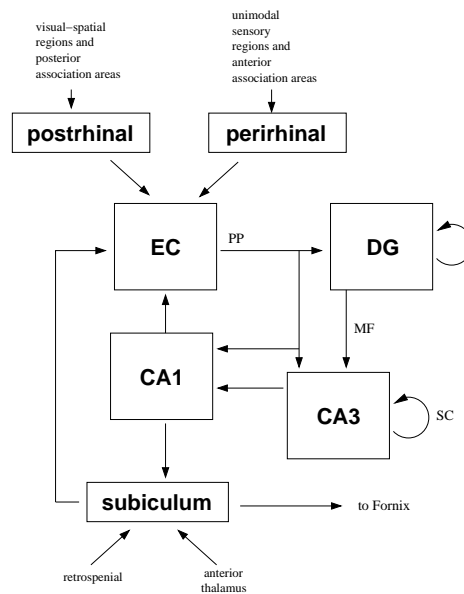 visual−spatial
regions and
posterior
association areas
unimodal
sensory
regions and
anterior
association areas
postrhinal
perirhinal
EC
PP
DG
MF
CA1
CA3
SC
subiculum
to Fornix
retrospenial
anterior
thalamus